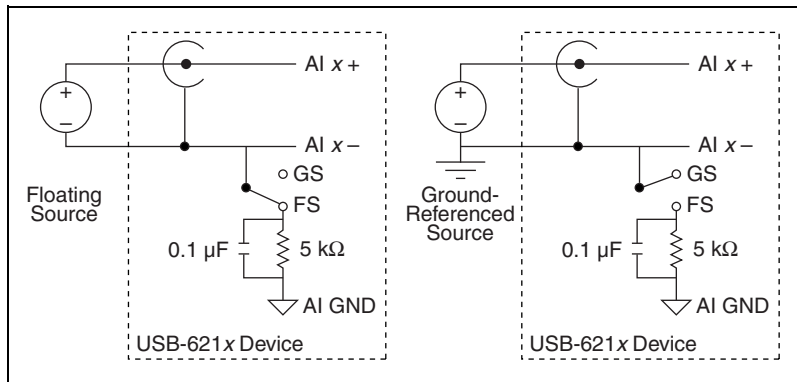 +
−
AI x +
AI x −
GS
FS
Floating
Source
0.1 µF
5 kΩ
AI GND
USB-621x Device
+
−
AI x +
AI x −
GS
FS
Ground-
Referenced
Source
0.1 µF
5 kΩ
AI GND
USB-621x Device